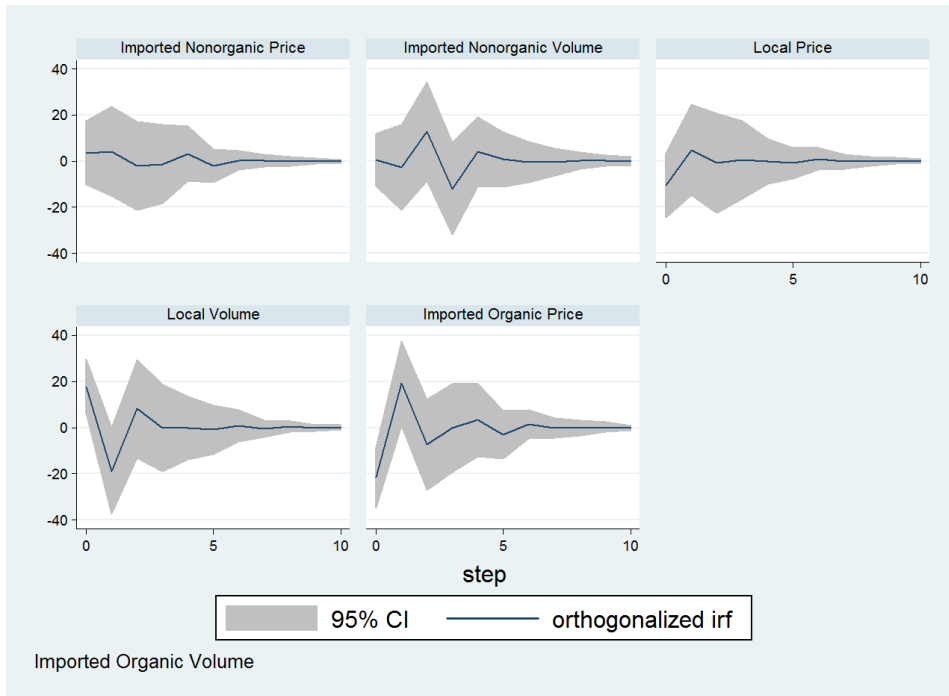 Imported Nonorganic Price
Imported Nonorganic Volume
Local Price
40
20
0
-20
-40
0
5
10
Local Volume
Imported Organic Price
40
20
0
-20
-40
0
5
10
0
5
10
step
95% CI
orthogonalized irf
Imported Organic Volume